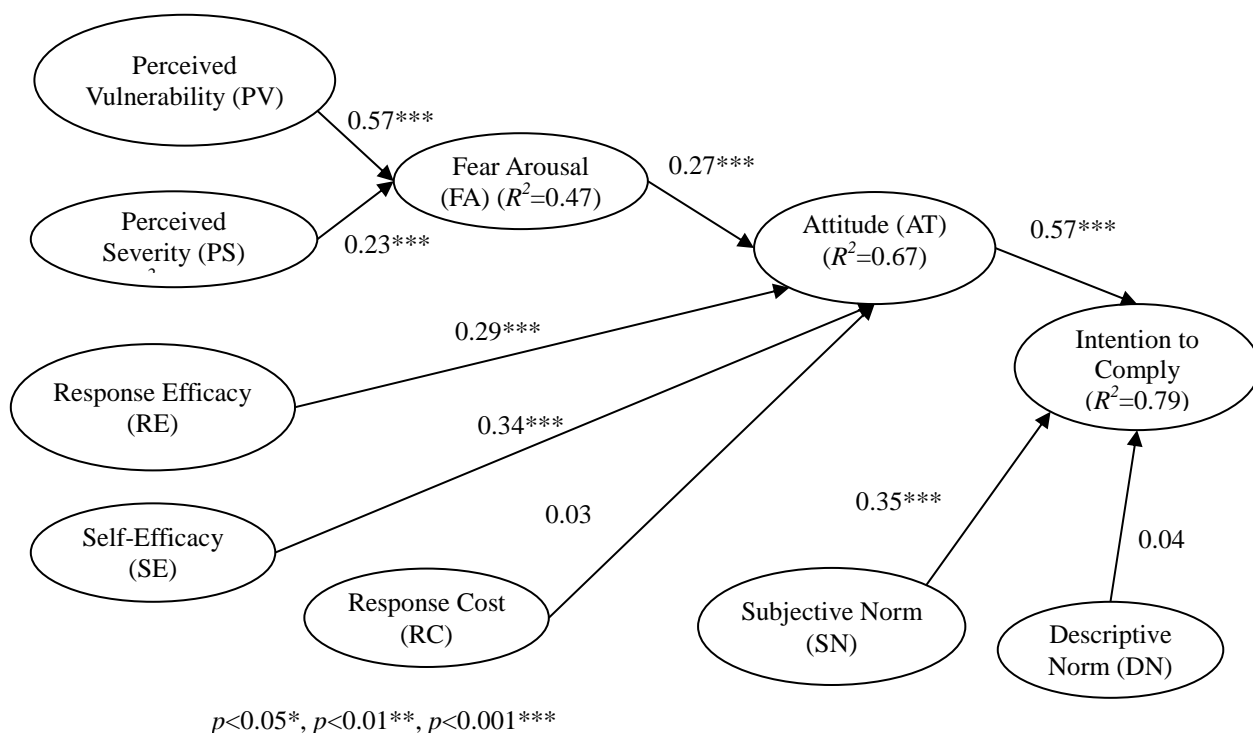 Perceived
Vulnerability (PV)
0.57***
Fear Arousal
(FA) (R²=0.47)
0.27***
Perceived
Severity (PS)
0.23***
Attitude (AT)
(R²=0.67)
0.57***
0.29***
Intention to
Comply
(R²=0.79)
Response Efficacy
(RE)
0.34***
0.35***
0.03
0.04
Self-Efficacy
(SE)
Response Cost
(RC)
Subjective Norm
(SN)
Descriptive
Norm (DN)
p<0.05*, p<0.01**, p<0.001***